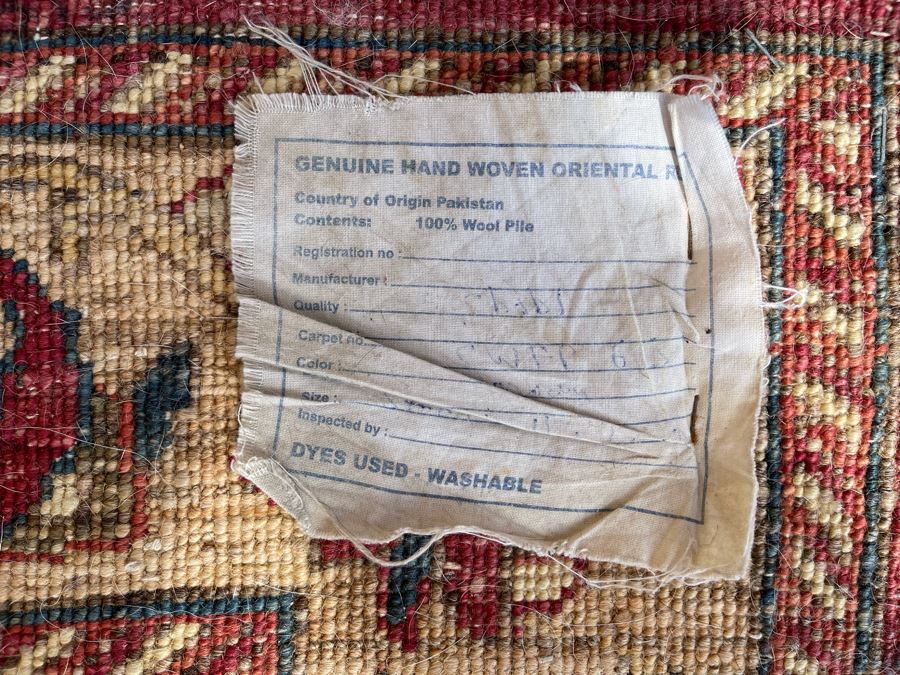 GENUINE HAND WOVEN ORIENTAL R
Country of Origin Pakistan
Contents: 100% Wool Pile
Registration no :
Manufacturer :
Quality :
Carpet no.
Color :
Size :
Inspected by :
DYES USED - WASHABLE